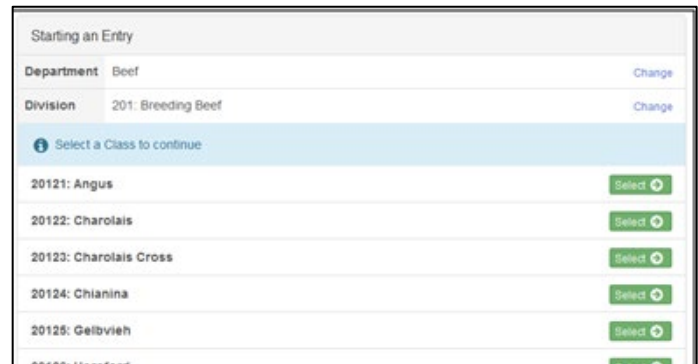 Starting an Entry
Department Beef Change
Division 201: Breeding Beef Change
Select a Class to continue
20121: Angus Select
20122: Charolais Select
20123: Charolais Cross Select
20124: Chianina Select
20125: Gelbvieh Select